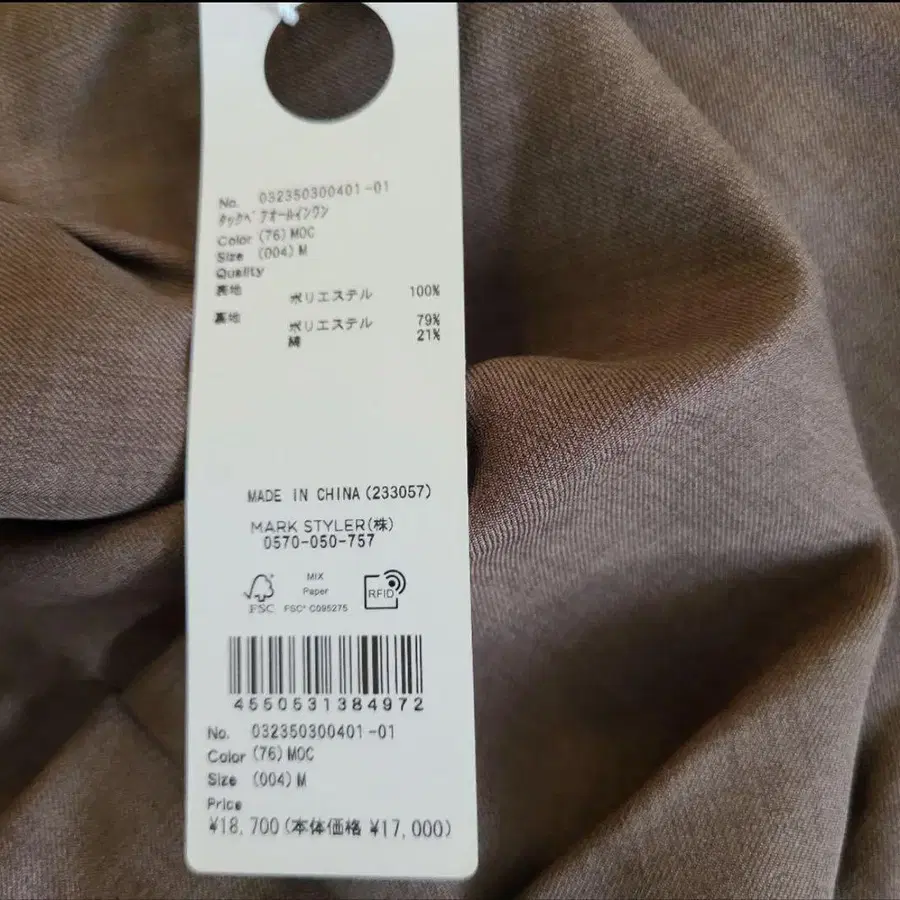 No. 032350300401-01
タックペアオールインワン
Color (76)MOC
Size (004)M
Quality
表地 ポリエステル 100%
裏地 ポリエステル 79%
綿 21%
MADE IN CHINA(233057)
MARK STYLER(株)
0570-050-757
FSC
MIX
Paper
FSC® C095275
RFID
4550531384972
No. 032350300401-01
Color (76)MOC
Size (004)M
Price
¥18,700(本体価格 ¥17,000)